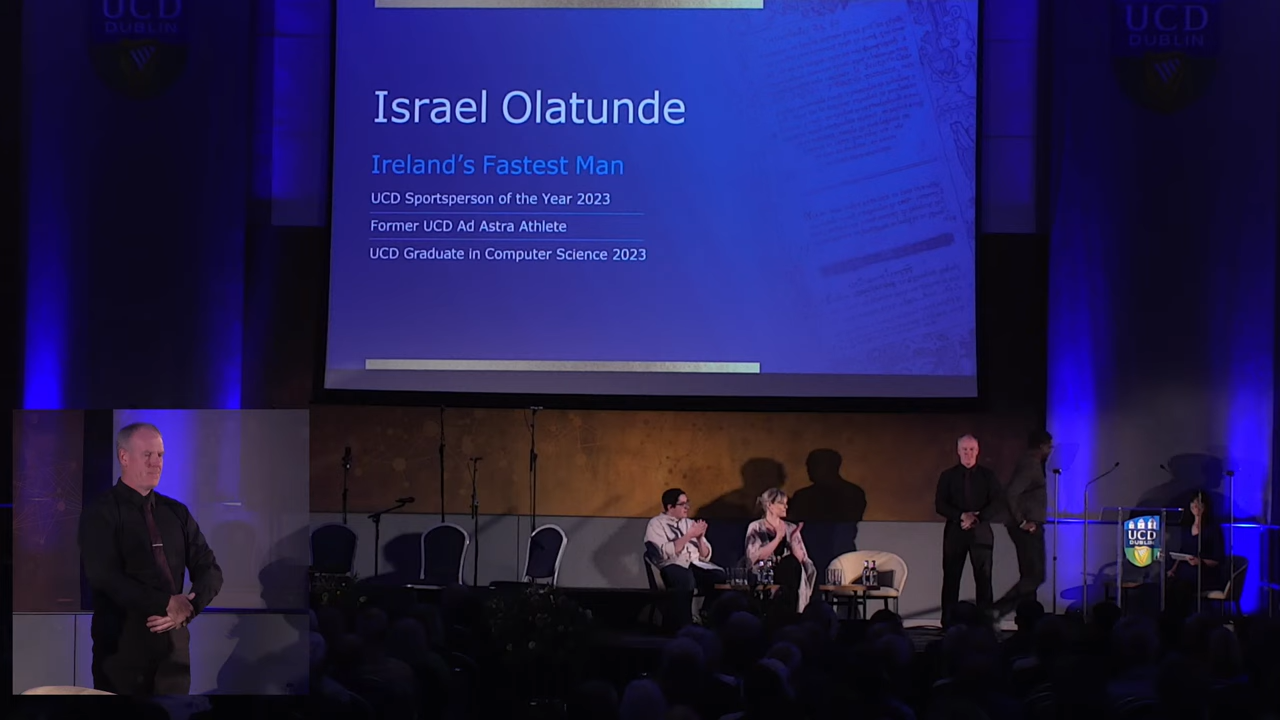 UCD
DUBLIN
UCD
DUBLIN
Israel Olatunde
Ireland's Fastest Man
UCD Sportsperson of the Year 2023
Former UCD Ad Astra Athlete
UCD Graduate in Computer Science 2023
UCD